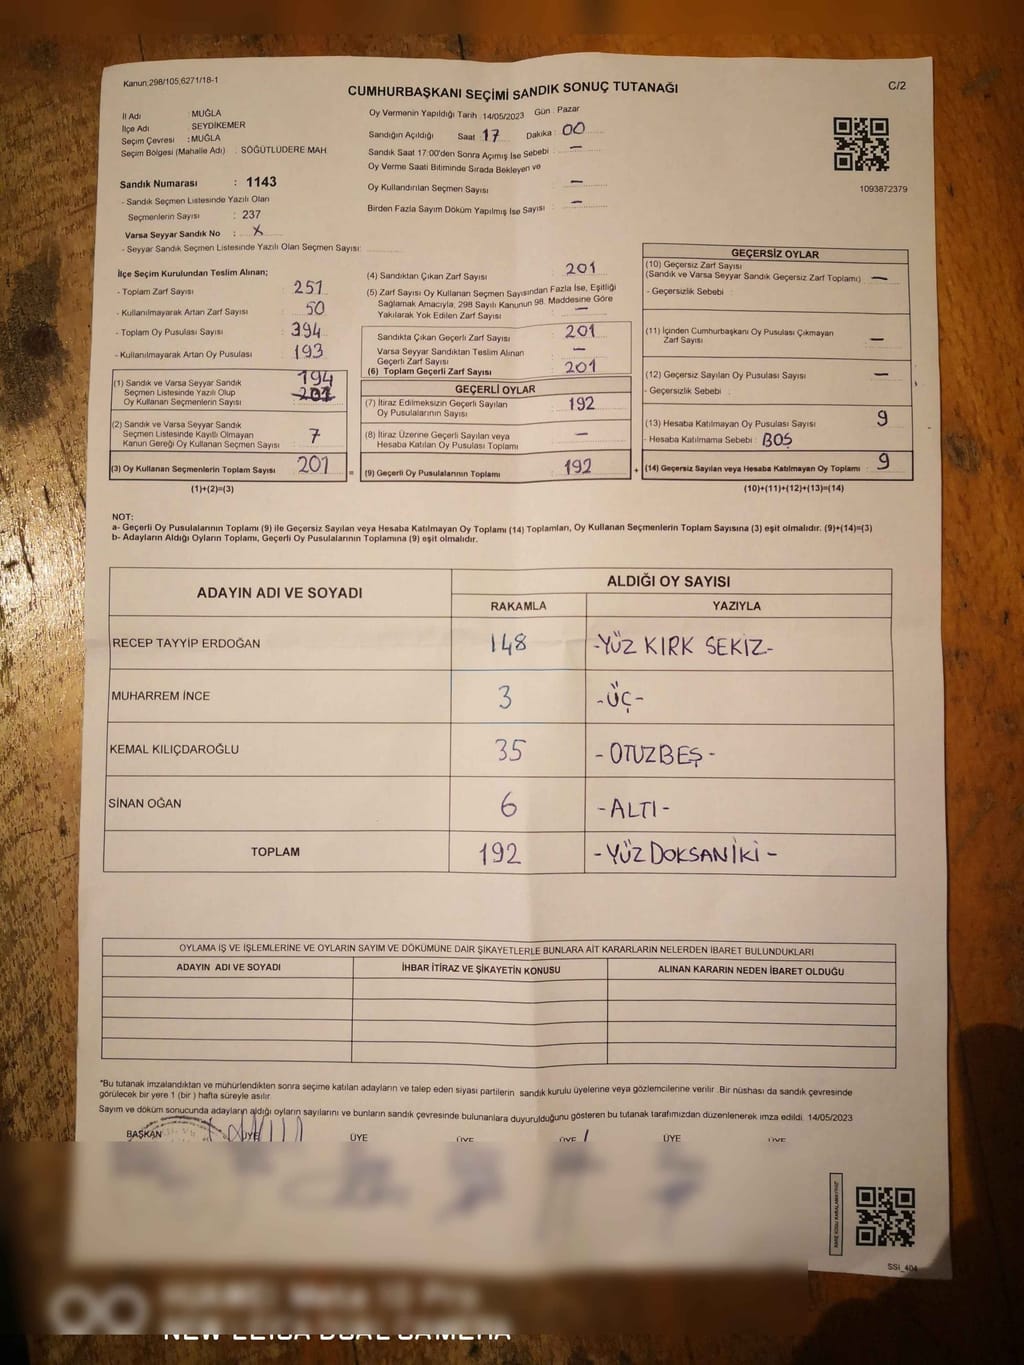 Kanun:298/105,6271/18-1
CUMHURBAŞKANI SEÇİMİ SANDIK SONUÇ TUTANAĞI
C/2
İl Adı : MUĞLA
İlçe Adı : SEYDİKEMER
Seçim Çevresi : MUĞLA
Seçim Bölgesi (Mahalle Adı) : SÖĞÜTLÜDERE MAH.
Sandık Numarası : 1143
- Sandık Seçmen Listesinde Yazılı Olan
Seçmenlerin Sayısı : 237
Varsa Seyyar Sandık No : X
- Seyyar Sandık Seçmen Listesinde Yazılı Olan Seçmen Sayısı:
Oy Vermenin Yapıldığı Tarih :14/05/2023 Gün : Pazar
Sandığın Açıldığı Saat : 17 Dakika : 00
Sandık Saat 17:00'den Sonra Açımış İse Sebebi : —
Oy Verme Saati Bitiminde Sırada Bekleyen ve
Oy Kullandırılan Seçmen Sayısı : —
Birden Fazla Sayım Döküm Yapılmış İse Sayısı : —
1093872379
İlçe Seçim Kurulundan Teslim Alınan;
- Toplam Zarf Sayısı : 251
- Kullanılmayarak Artan Zarf Sayısı : 50
- Toplam Oy Pusulası Sayısı : 394
- Kullanılmayarak Artan Oy Pusulası : 193
(1) Sandık ve Varsa Seyyar Sandık
Seçmen Listesinde Yazılı Olup
Oy Kullanan Seçmenlerin Sayısı : 194 201
(2) Sandık ve Varsa Seyyar Sandık
Seçmen Listesinde Kayıtlı Olmayan
Kanun Gereği Oy Kullanan Seçmen Sayısı : 7
(3) Oy Kullanan Seçmenlerin Toplam Sayısı : 201
(1)+(2)=(3)
(4) Sandıktan Çıkan Zarf Sayısı : 201
(5) Zarf Sayısı Oy Kullanan Seçmen Sayısından Fazla İse, Eşitliği
Sağlamak Amacıyla, 298 Sayılı Kanunun 98. Maddesine Göre
Yakılarak Yok Edilen Zarf Sayısı : —
Sandıkta Çıkan Geçerli Zarf Sayısı : 201
Varsa Seyyar Sandıktan Teslim Alınan
Geçerli Zarf Sayısı : —
(6) Toplam Geçerli Zarf Sayısı : 201
GEÇERLİ OYLAR
(7) İtiraz Edilmeksizin Geçerli Sayılan
Oy Pusulalarının Sayısı : 192
(8) İtiraz Üzerine Geçerli Sayılan veya
Hesaba Katılan Oy Pusulası Toplamı : —
= (9) Geçerli Oy Pusulalarının Toplamı : 192
GEÇERSİZ OYLAR
(10) Geçersiz Zarf Sayısı
(Sandık ve Varsa Seyyar Sandık Geçersiz Zarf Toplamı) : —
- Geçersizlik Sebebi :
(11) İçinden Cumhurbaşkanı Oy Pusulası Çıkmayan
Zarf Sayısı : —
(12) Geçersiz Sayılan Oy Pusulası Sayısı : —
- Geçersizlik Sebebi :
(13) Hesaba Katılmayan Oy Pusulası Sayısı : 9
- Hesaba Katılmama Sebebi : BOŞ
+ (14) Geçersiz Sayılan veya Hesaba Katılmayan Oy Toplamı : 9
(10)+(11)+(12)+(13)=(14)
NOT:
a- Geçerli Oy Pusulalarının Toplamı (9) ile Geçersiz Sayılan veya Hesaba Katılmayan Oy Toplamı (14) Toplamları, Oy Kullanan Seçmenlerin Toplam Sayısına (3) eşit olmalıdır. (9)+(14)=(3)
b- Adayların Aldığı Oyların Toplamı, Geçerli Oy Pusulalarının Toplamına (9) eşit olmalıdır.
ADAYIN ADI VE SOYADI
ALDIĞI OY SAYISI
RAKAMLA YAZIYLA
RECEP TAYYİP ERDOĞAN 148 -YÜZ KIRK SEKİZ-
MUHARREM İNCE 3 -ÜÇ-
KEMAL KILIÇDAROĞLU 35 -OTUZBEŞ-
SİNAN OĞAN 6 -ALTI-
TOPLAM 192 -YÜZDOKSANİKİ-
OYLAMA İŞ VE İŞLEMLERİNE VE OYLARIN SAYIM VE DÖKÜMÜNE DAİR ŞİKAYETLERLE BUNLARA AİT KARARLARIN NELERDEN İBARET BULUNDUKLARI
ADAYIN ADI VE SOYADI İHBAR İTİRAZ VE ŞİKAYETİN KONUSU ALINAN KARARIN NEDEN İBARET OLDUĞU
*Bu tutanak imzalandıktan ve mühürlendikten sonra seçime katılan adayların ve talep eden siyasi partilerin sandık kurulu üyelerine veya gözlemcilerine verilir .Bir nüshası da sandık çevresinde
görülecek bir yere 1 (bir ) hafta süreyle asılır.
Sayım ve döküm sonucunda adayların aldığı oyların sayılarını ve bunların sandık çevresinde bulunanlara duyurulduğunu gösteren bu tutanak tarafımızdan düzenlenerek imza edildi. 14/05/2023
BAŞKAN ÜYE ÜYE ÜYE ÜYE ÜYE ÜYE
SSI_404
NEW LEICA DUAL CAMERA